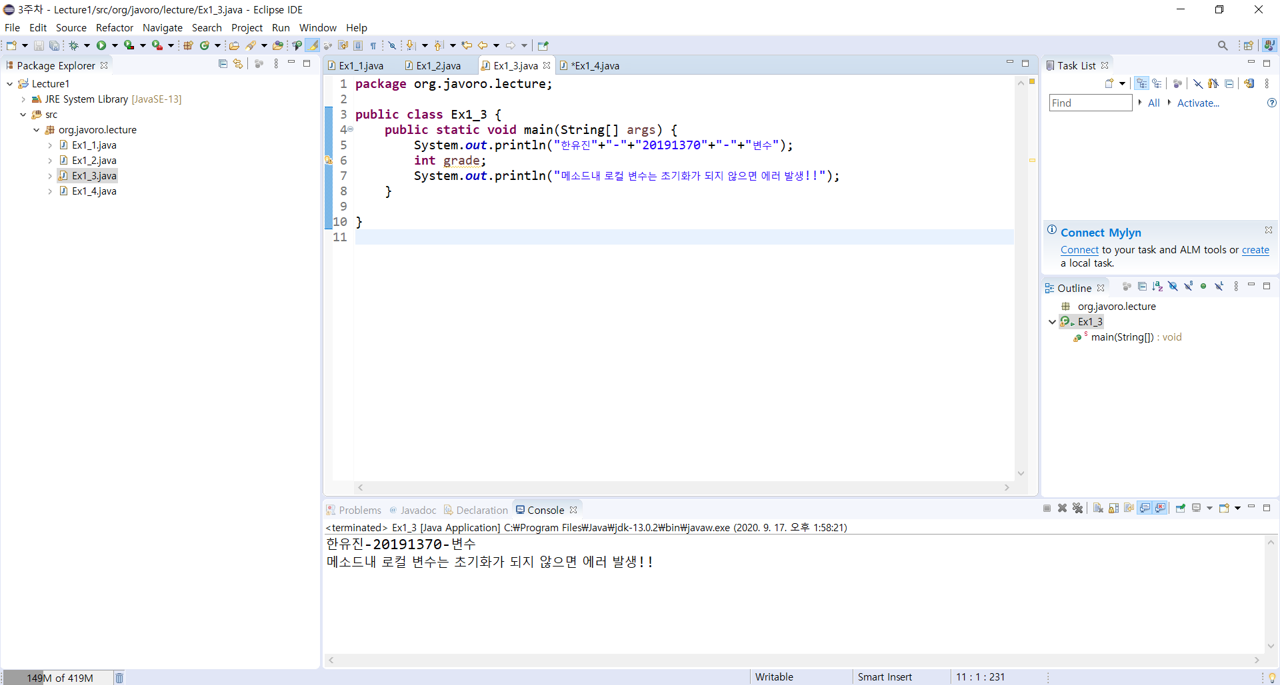 3주차 - Lecture1/src/org/javoro/lecture/Ex1_3.java - Eclipse IDE
File Edit Source Refactor Navigate Search Project Run Window Help
Package Explorer
Lecture1
JRE System Library [JavaSE-13]
src
org.javoro.lecture
Ex1_1.java
Ex1_2.java
Ex1_3.java
Ex1_4.java
Ex1_1.java Ex1_2.java Ex1_3.java *Ex1_4.java
1 package org.javoro.lecture;
2
3 public class Ex1_3 {
4 public static void main(String[] args) {
5 System.out.println("한유진"+"-"+"20191370"+"-"+"변수");
6 int grade;
7 System.out.println("메소드내 로컬 변수는 초기화가 되지 않으면 에러 발생!!");
8 }
9
10 }
11
Task List
Find All Activate...
Connect Mylyn
Connect to your task and ALM tools or create
a local task.
Outline
org.javoro.lecture
Ex1_3
main(String[]) : void
Problems Javadoc Declaration Console
<terminated> Ex1_3 [Java Application] C:₩Program Files₩Java₩jdk-13.0.2₩bin₩javaw.exe (2020. 9. 17. 오후 1:58:21)
한유진-20191370-변수
메소드내 로컬 변수는 초기화가 되지 않으면 에러 발생!!
149M of 419M
Writable
Smart Insert
11 : 1 : 231